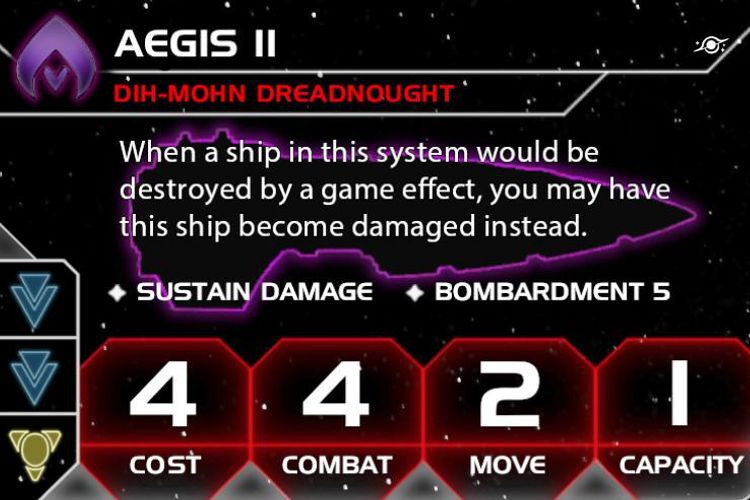 AEGIS II
DIH-MOHN DREADNOUGHT
When a ship in this system would be
destroyed by a game effect, you may have
this ship become damaged instead.
SUSTAIN DAMAGE BOMBARDMENT 5
4 4 2 1
COST COMBAT MOVE CAPACITY